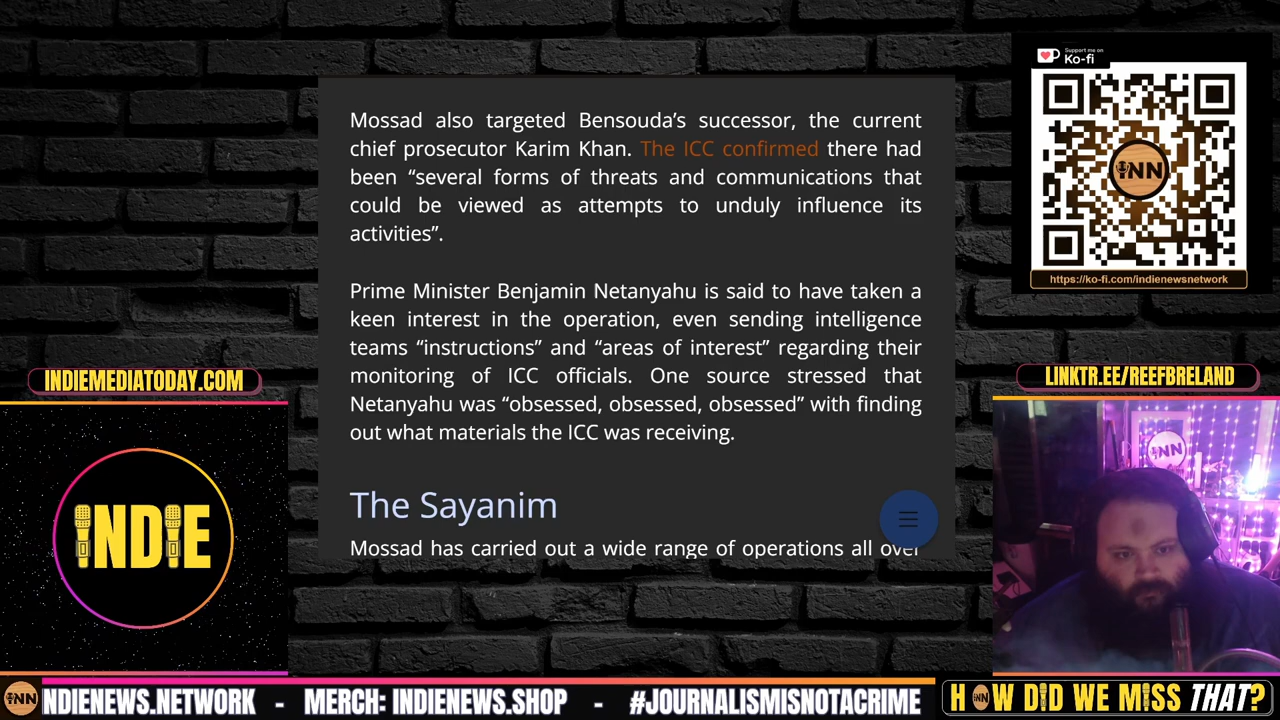 Mossad also targeted Bensouda's successor, the current
chief prosecutor Karim Khan. The ICC confirmed there had
been “several forms of threats and communications that
could be viewed as attempts to unduly influence its
activities”.
Prime Minister Benjamin Netanyahu is said to have taken a
keen interest in the operation, even sending intelligence
teams “instructions” and “areas of interest” regarding their
monitoring of ICC officials. One source stressed that
Netanyahu was “obsessed, obsessed, obsessed” with finding
out what materials the ICC was receiving.
The Sayanim
Mossad has carried out a wide range of operations all over
Support me on
Ko-fi
INN
https://ko-fi.com/indienewsnetwork
INDIEMEDIATODAY.COM
INDIE
LINKTR.EE/REEFBRELAND
INN
INN
NDIENEWS.NETWORK - MERCH: INDIENEWS.SHOP - #JOURNALISMISNOTACRIME
HOW DID WE MISS THAT?